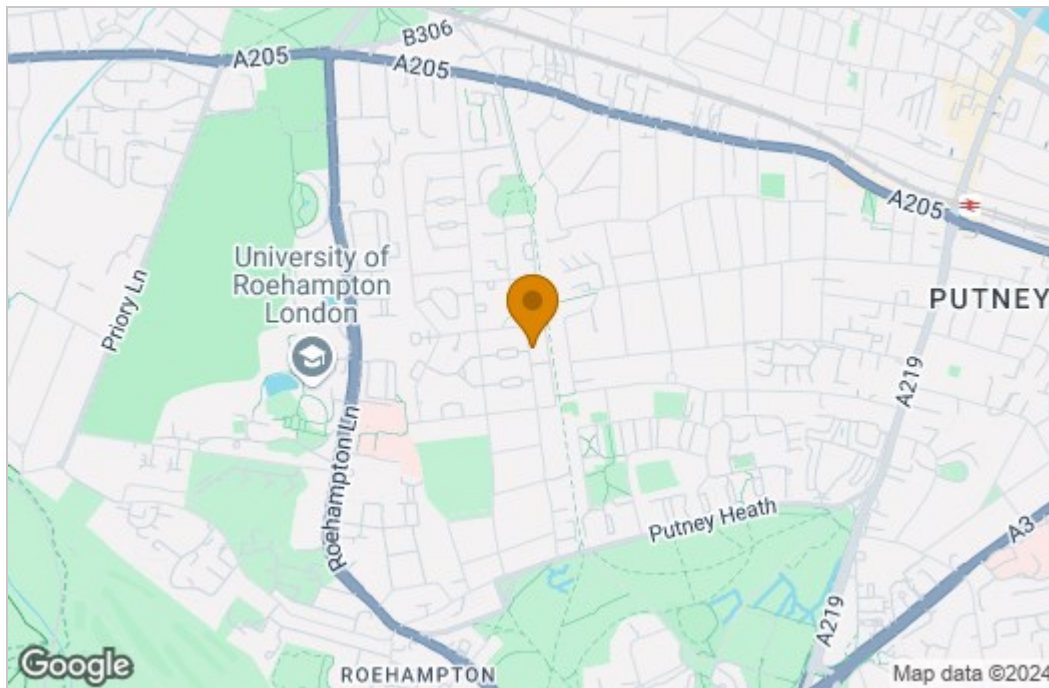 B306
A205
A205
Priory Ln
University of
Roehampton
London
A205
PUTNEY
A219
Roehampton Ln
Putney Heath
A3
A219
ROEHAMPTON
Google
Map data ©2024